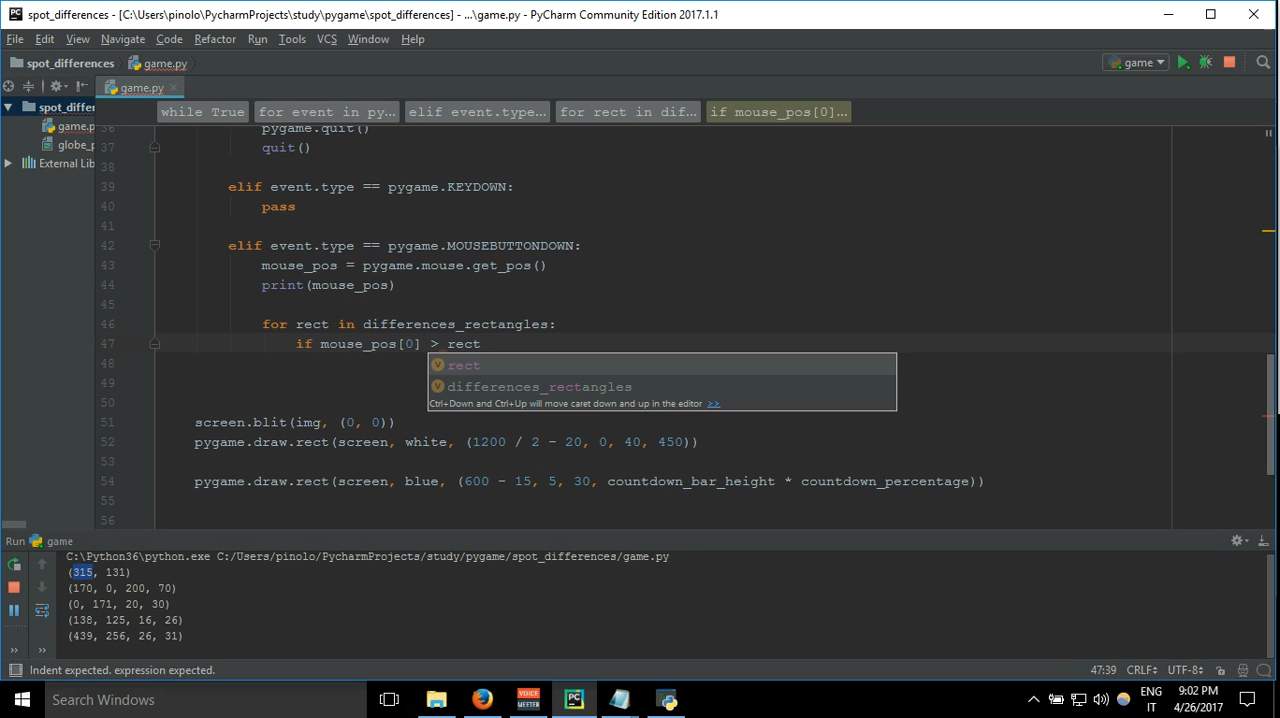 spot_differences - [C:\Users\pinolo\PycharmProjects\study\pygame\spot_differences] - ...\game.py - PyCharm Community Edition 2017.1.1
File Edit View Navigate Code Refactor Run Tools VCS Window Help
spot_differences game.py game
game.py
spot_differ
game.p
globe_p
External Lib
while True for event in py... elif event.type... for rect in dif... if mouse_pos[0]...
36 pygame.quit()
37 quit()
38
39 elif event.type == pygame.KEYDOWN:
40 pass
41
42 elif event.type == pygame.MOUSEBUTTONDOWN:
43 mouse_pos = pygame.mouse.get_pos()
44 print(mouse_pos)
45
46 for rect in differences_rectangles:
47 if mouse_pos[0] > rect
48 rect
49 differences_rectangles
Ctrl+Down and Ctrl+Up will move caret down and up in the editor >>
51 screen.blit(img, (0, 0))
52 pygame.draw.rect(screen, white, (1200 / 2 - 20, 0, 40, 450))
53
54 pygame.draw.rect(screen, blue, (600 - 15, 5, 30, countdown_bar_height * countdown_percentage))
55
56
Run game
C:\Python36\python.exe C:/Users/pinolo/PycharmProjects/study/pygame/spot_differences/game.py
(315, 131)
(170, 0, 200, 70)
(0, 171, 20, 30)
(138, 125, 16, 26)
(439, 256, 26, 31)
Indent expected. expression expected. 47:39 CRLF UTF-8
Search Windows
VOICE MEETER
PC
ENG
IT
9:02 PM
4/26/2017